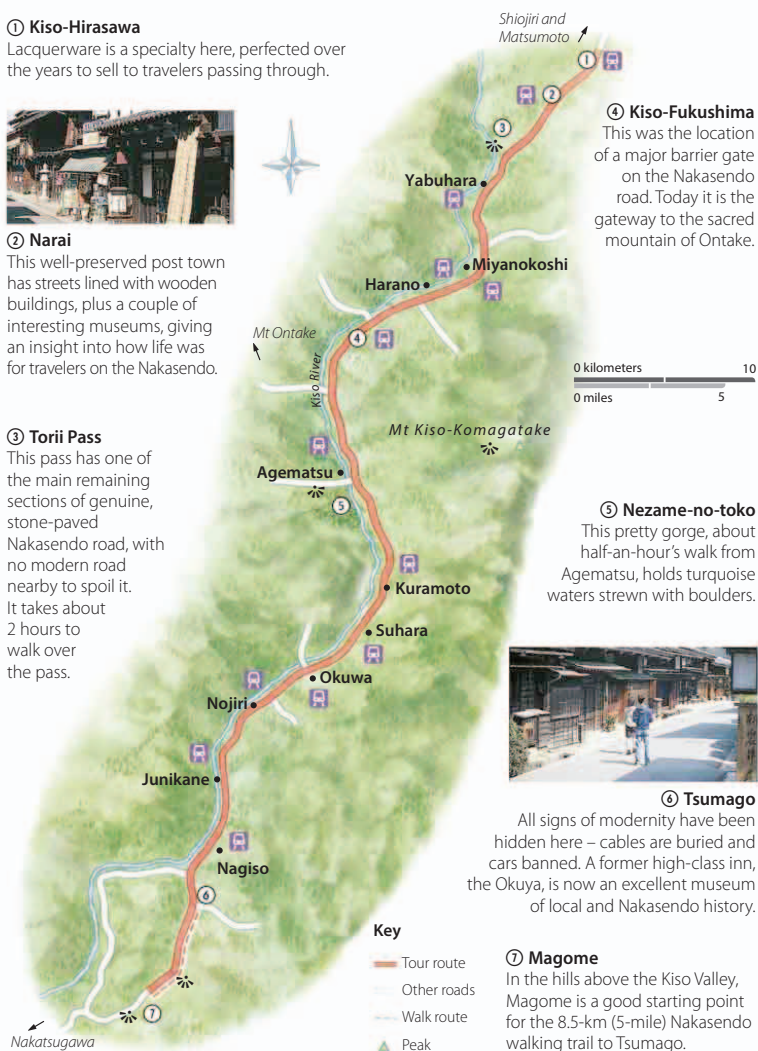 ① Kiso-Hirasawa
Lacquerware is a specialty here, perfected over
the years to sell to travelers passing through.
② Narai
This well-preserved post town
has streets lined with wooden
buildings, plus a couple of
interesting museums, giving
an insight into how life was
for travelers on the Nakasendo.
③ Torii Pass
This pass has one of
the main remaining
sections of genuine,
stone-paved
Nakasendo road, with
no modern road
nearby to spoil it.
It takes about
2 hours to
walk over
the pass.
Shiojiri and
Matsumoto
①
②
③
Yabuhara
Miyanokoshi
Harano
④
Mt Ontake
Kiso River
Mt Kiso-Komagatake
Agematsu
⑤
Kuramoto
Suhara
Okuwa
Nojiri
Junikane
Nagiso
⑥
⑦
Nakatsugawa
④ Kiso-Fukushima
This was the location
of a major barrier gate
on the Nakasendo
road. Today it is the
gateway to the sacred
mountain of Ontake.
0 kilometers 10
0 miles 5
⑤ Nezame-no-toko
This pretty gorge, about
half-an-hour's walk from
Agematsu, holds turquoise
waters strewn with boulders.
⑥ Tsumago
All signs of modernity have been
hidden here – cables are buried and
cars banned. A former high-class inn,
the Okuya, is now an excellent museum
of local and Nakasendo history.
Key
Tour route
Other roads
Walk route
Peak
⑦ Magome
In the hills above the Kiso Valley,
Magome is a good starting point
for the 8.5-km (5-mile) Nakasendo
walking trail to Tsumago.